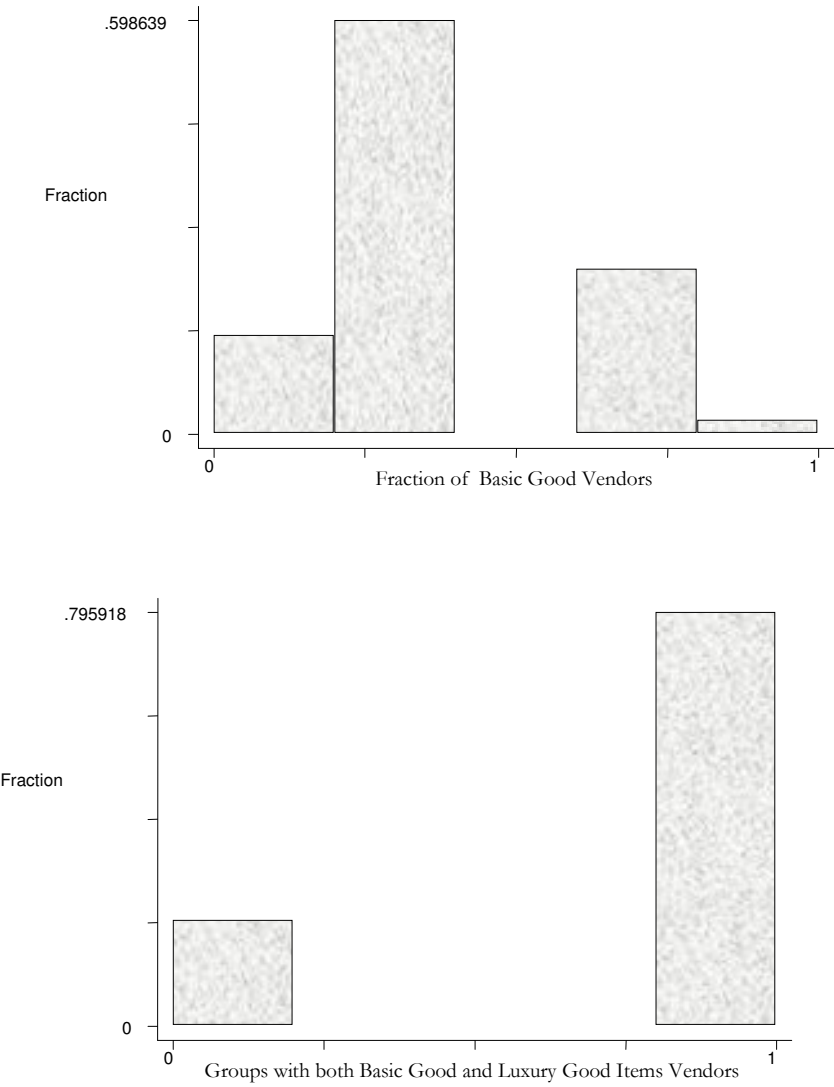 .598639
Fraction
0
0 1
Fraction of Basic Good Vendors
.795918
Fraction
0
0 1
Groups with both Basic Good and Luxury Good Items Vendors